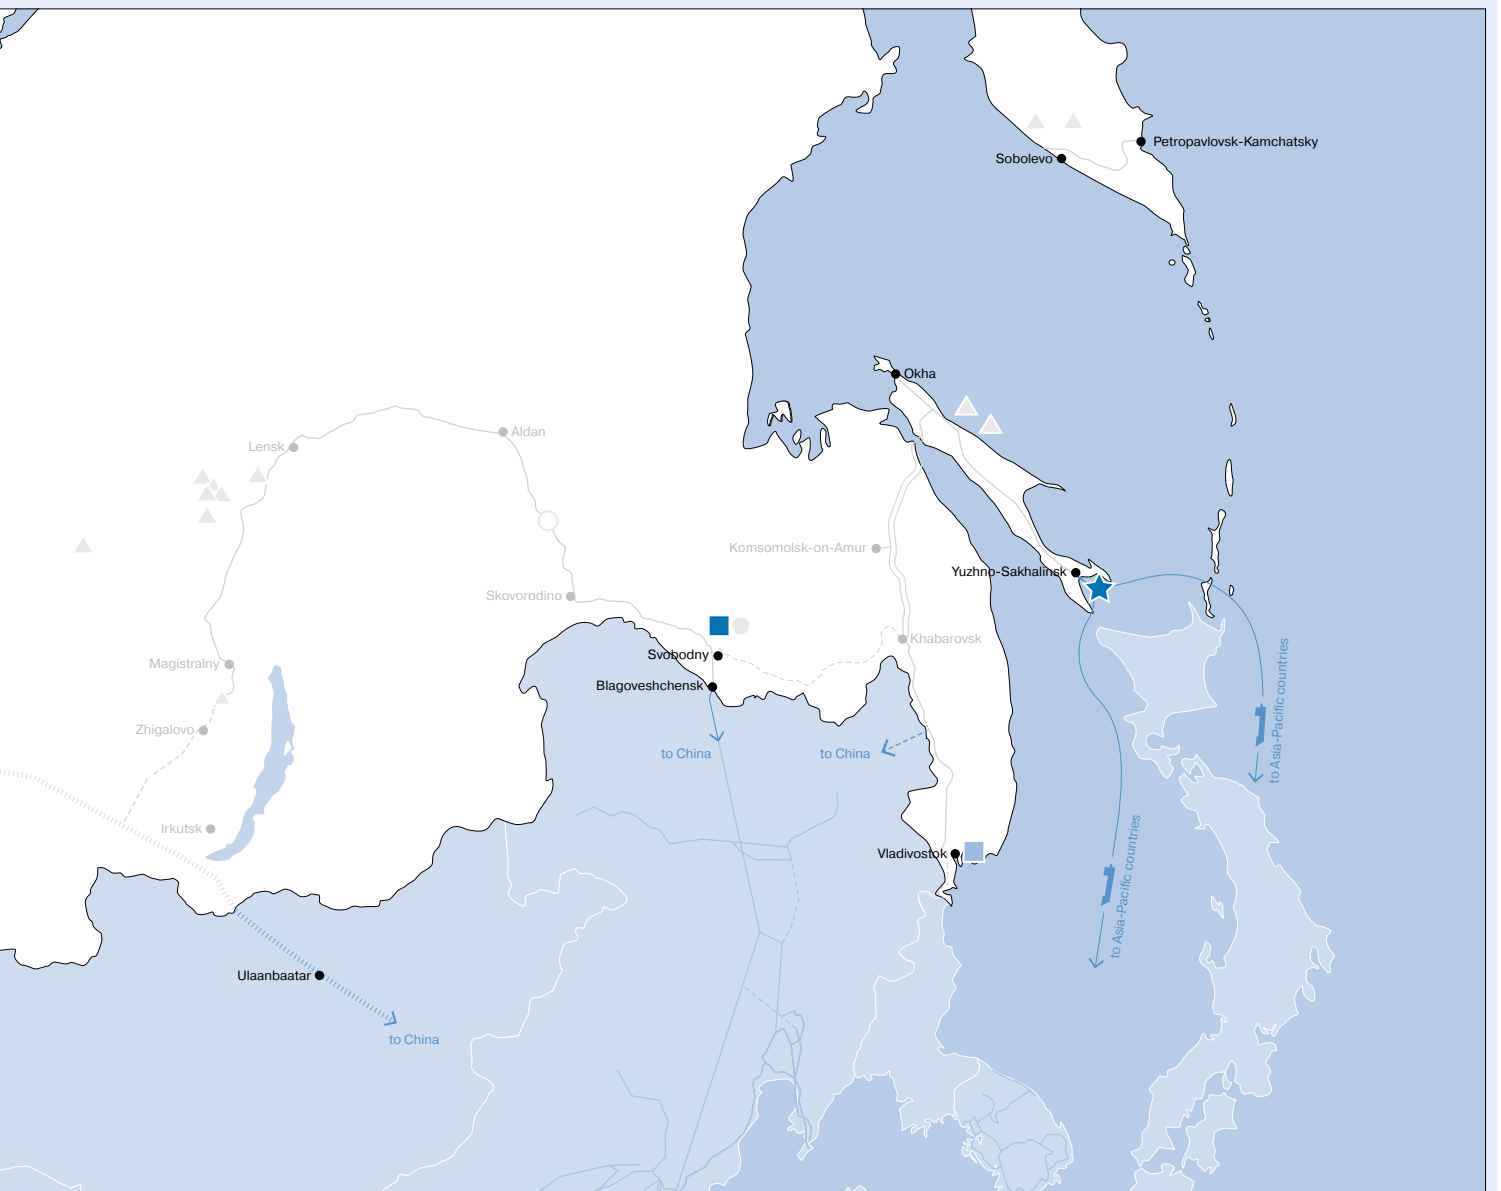 Petropavlovsk-Kamchatsky
Sobolevo
Okha
Aldan
Lensk
Komsomolsk-on-Amur
Yuzhno-Sakhalinsk
Skovorodino
Khabarovsk
Svobodny
Magistralny
Blagoveshchensk
Zhigalovo
to China
to China
to Asia-Pacific countries
Irkutsk
Vladivostok
to Asia-Pacific countries
Ulaanbaatar
to China